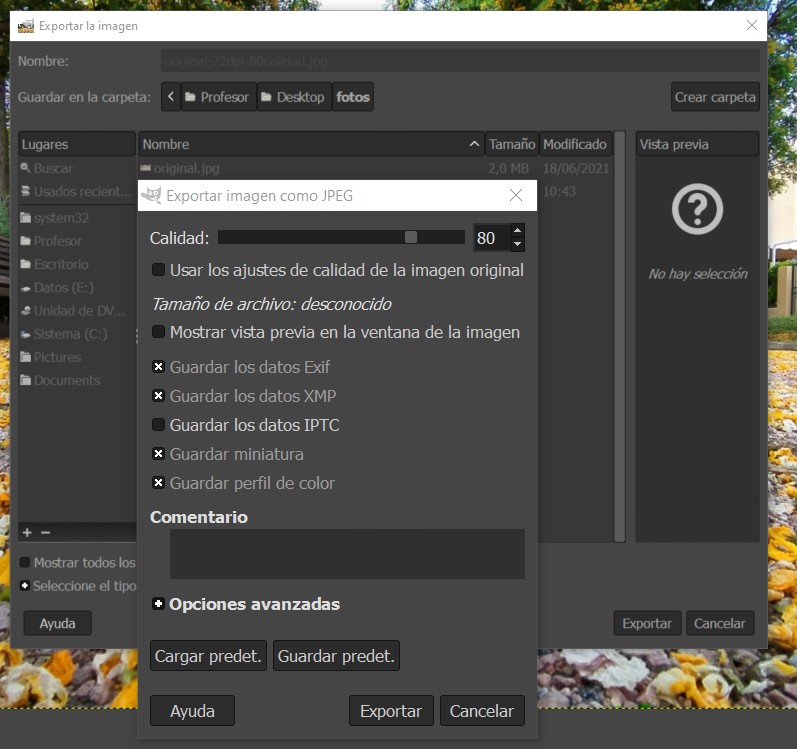 Exportar la imagen
Nombre: original-72dpi-80calidad.jpg
Guardar en la carpeta: Profesor Desktop fotos Crear carpeta
Lugares Nombre Tamaño Modificado Vista previa
Buscar original.jpg 2,0 MB 18/06/2021
Usados recient... 10:43
system32
Profesor
Escritorio
Datos (E:)
Unidad de DV...
Sistema (C:)
Pictures
Documents
No hay selección
Mostrar todos los
Seleccione el tipo
Ayuda Exportar Cancelar
Exportar imagen como JPEG
Calidad: 80
Usar los ajustes de calidad de la imagen original
Tamaño de archivo: desconocido
Mostrar vista previa en la ventana de la imagen
Guardar los datos Exif
Guardar los datos XMP
Guardar los datos IPTC
Guardar miniatura
Guardar perfil de color
Comentario
Opciones avanzadas
Cargar predet. Guardar predet.
Ayuda Exportar Cancelar